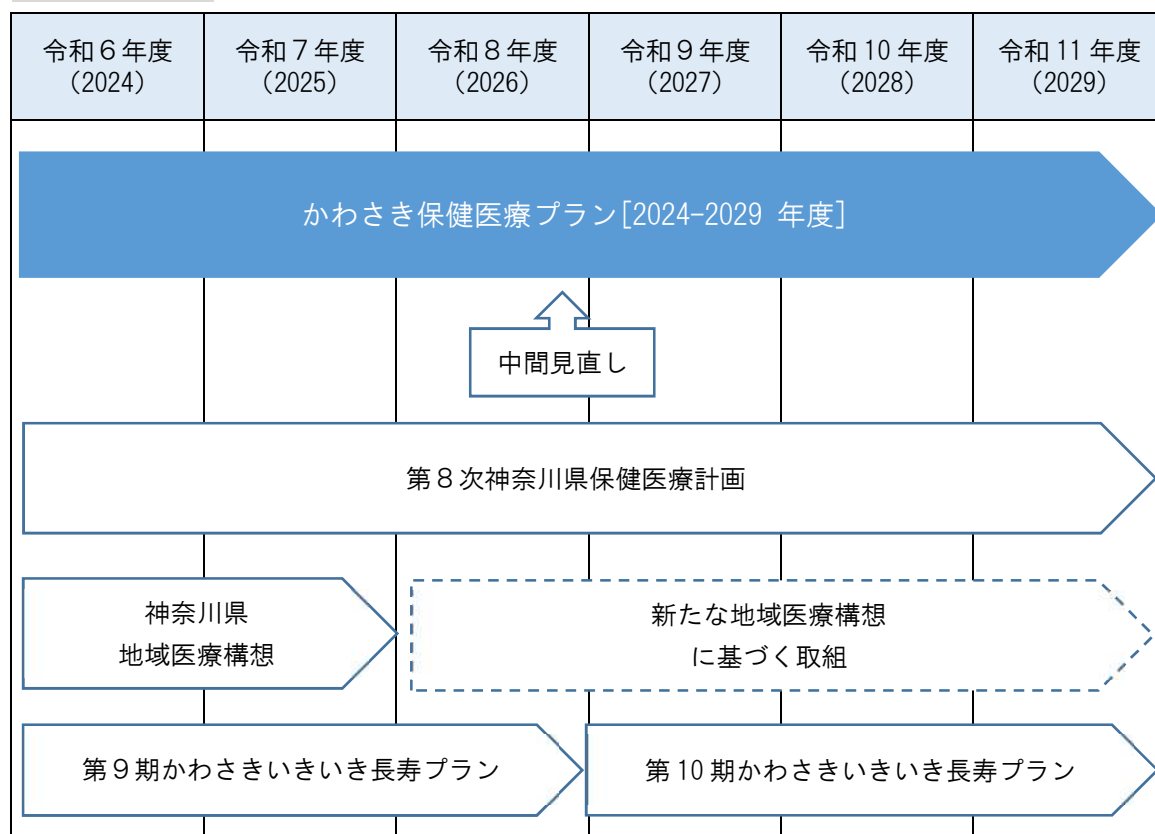 令和６年度
（2024）
令和７年度
（2025）
令和８年度
（2026）
令和９年度
（2027）
令和 10 年度
（2028）
令和 11 年度
（2029）
かわさき保健医療プラン[2024-2029 年度]
中間見直し
第８次神奈川県保健医療計画
神奈川県
地域医療構想
新たな地域医療構想
に基づく取組
第９期かわさきいきいき長寿プラン
第 10 期かわさきいきいき長寿プラン